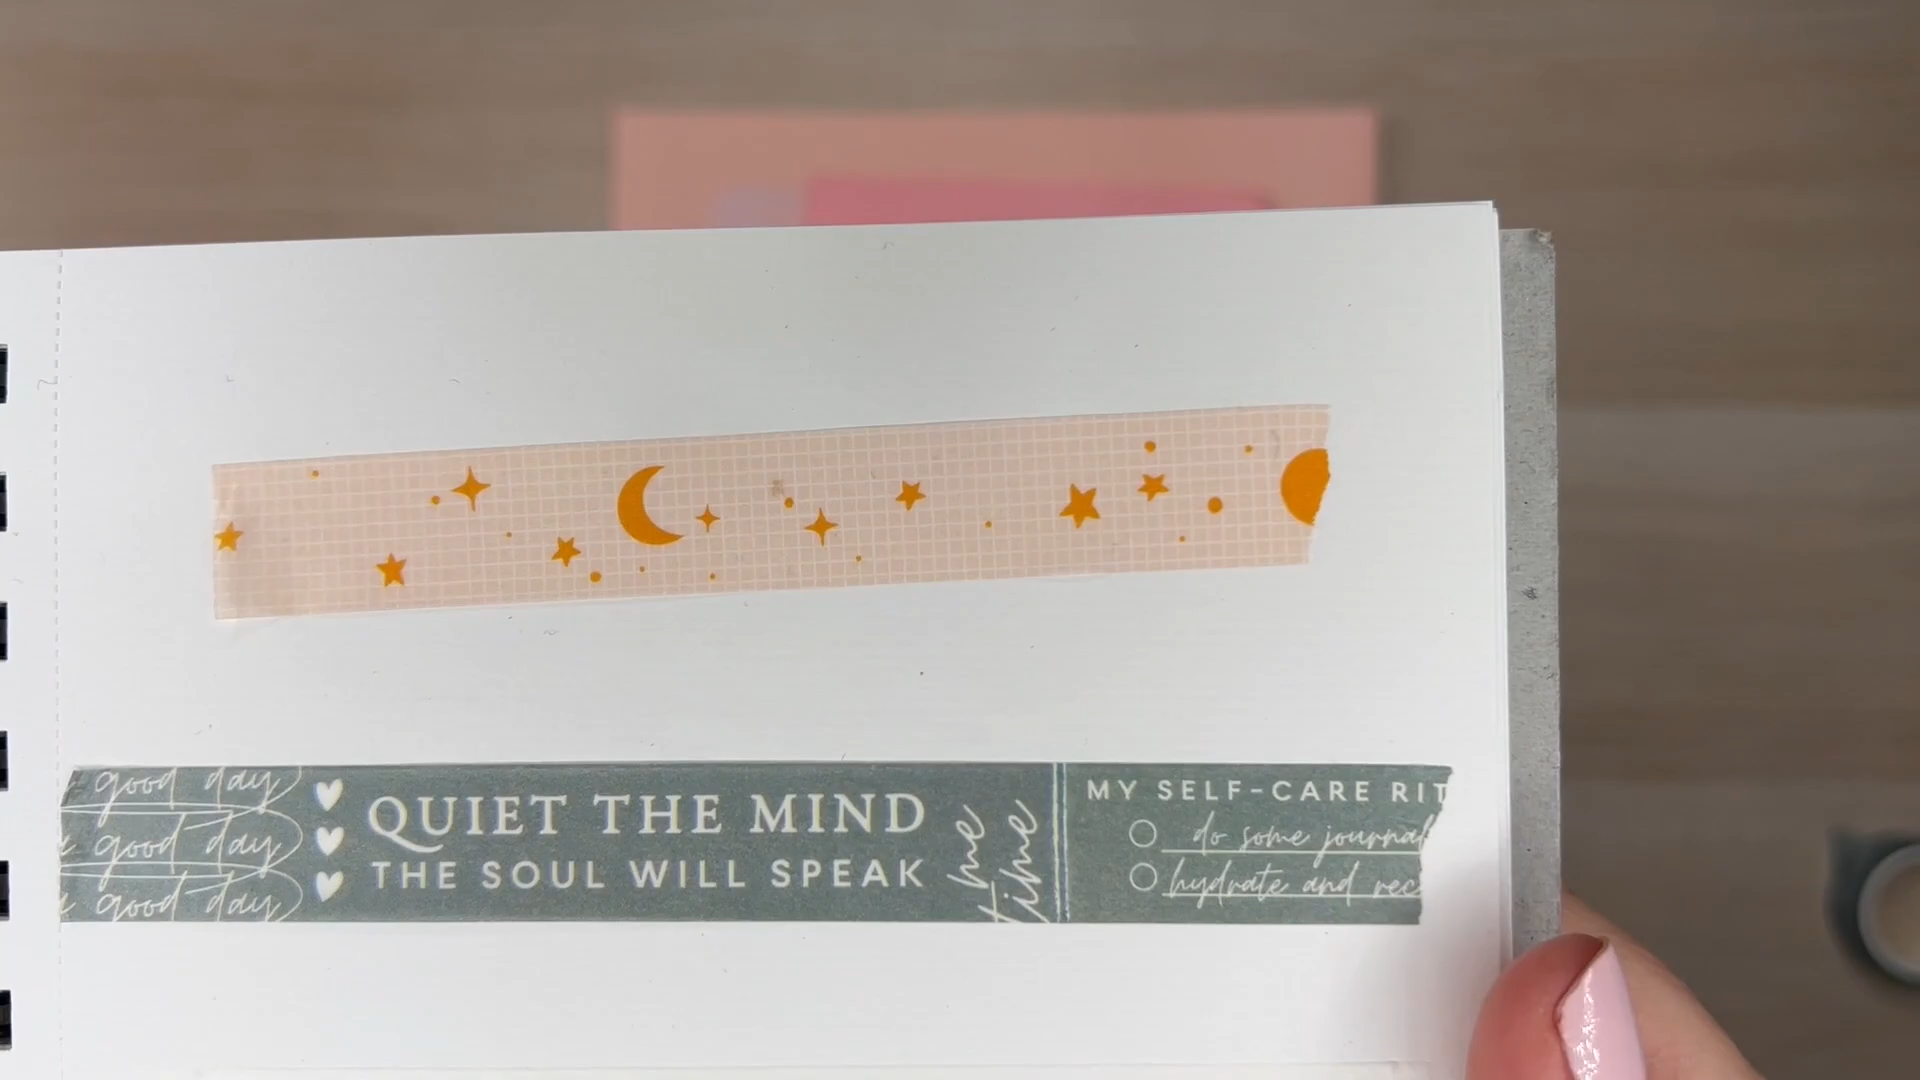 good day
good day
good day
QUIET THE MIND
THE SOUL WILL SPEAK
me
time
MY SELF-CARE RIT
do some journal
hydrate and rec